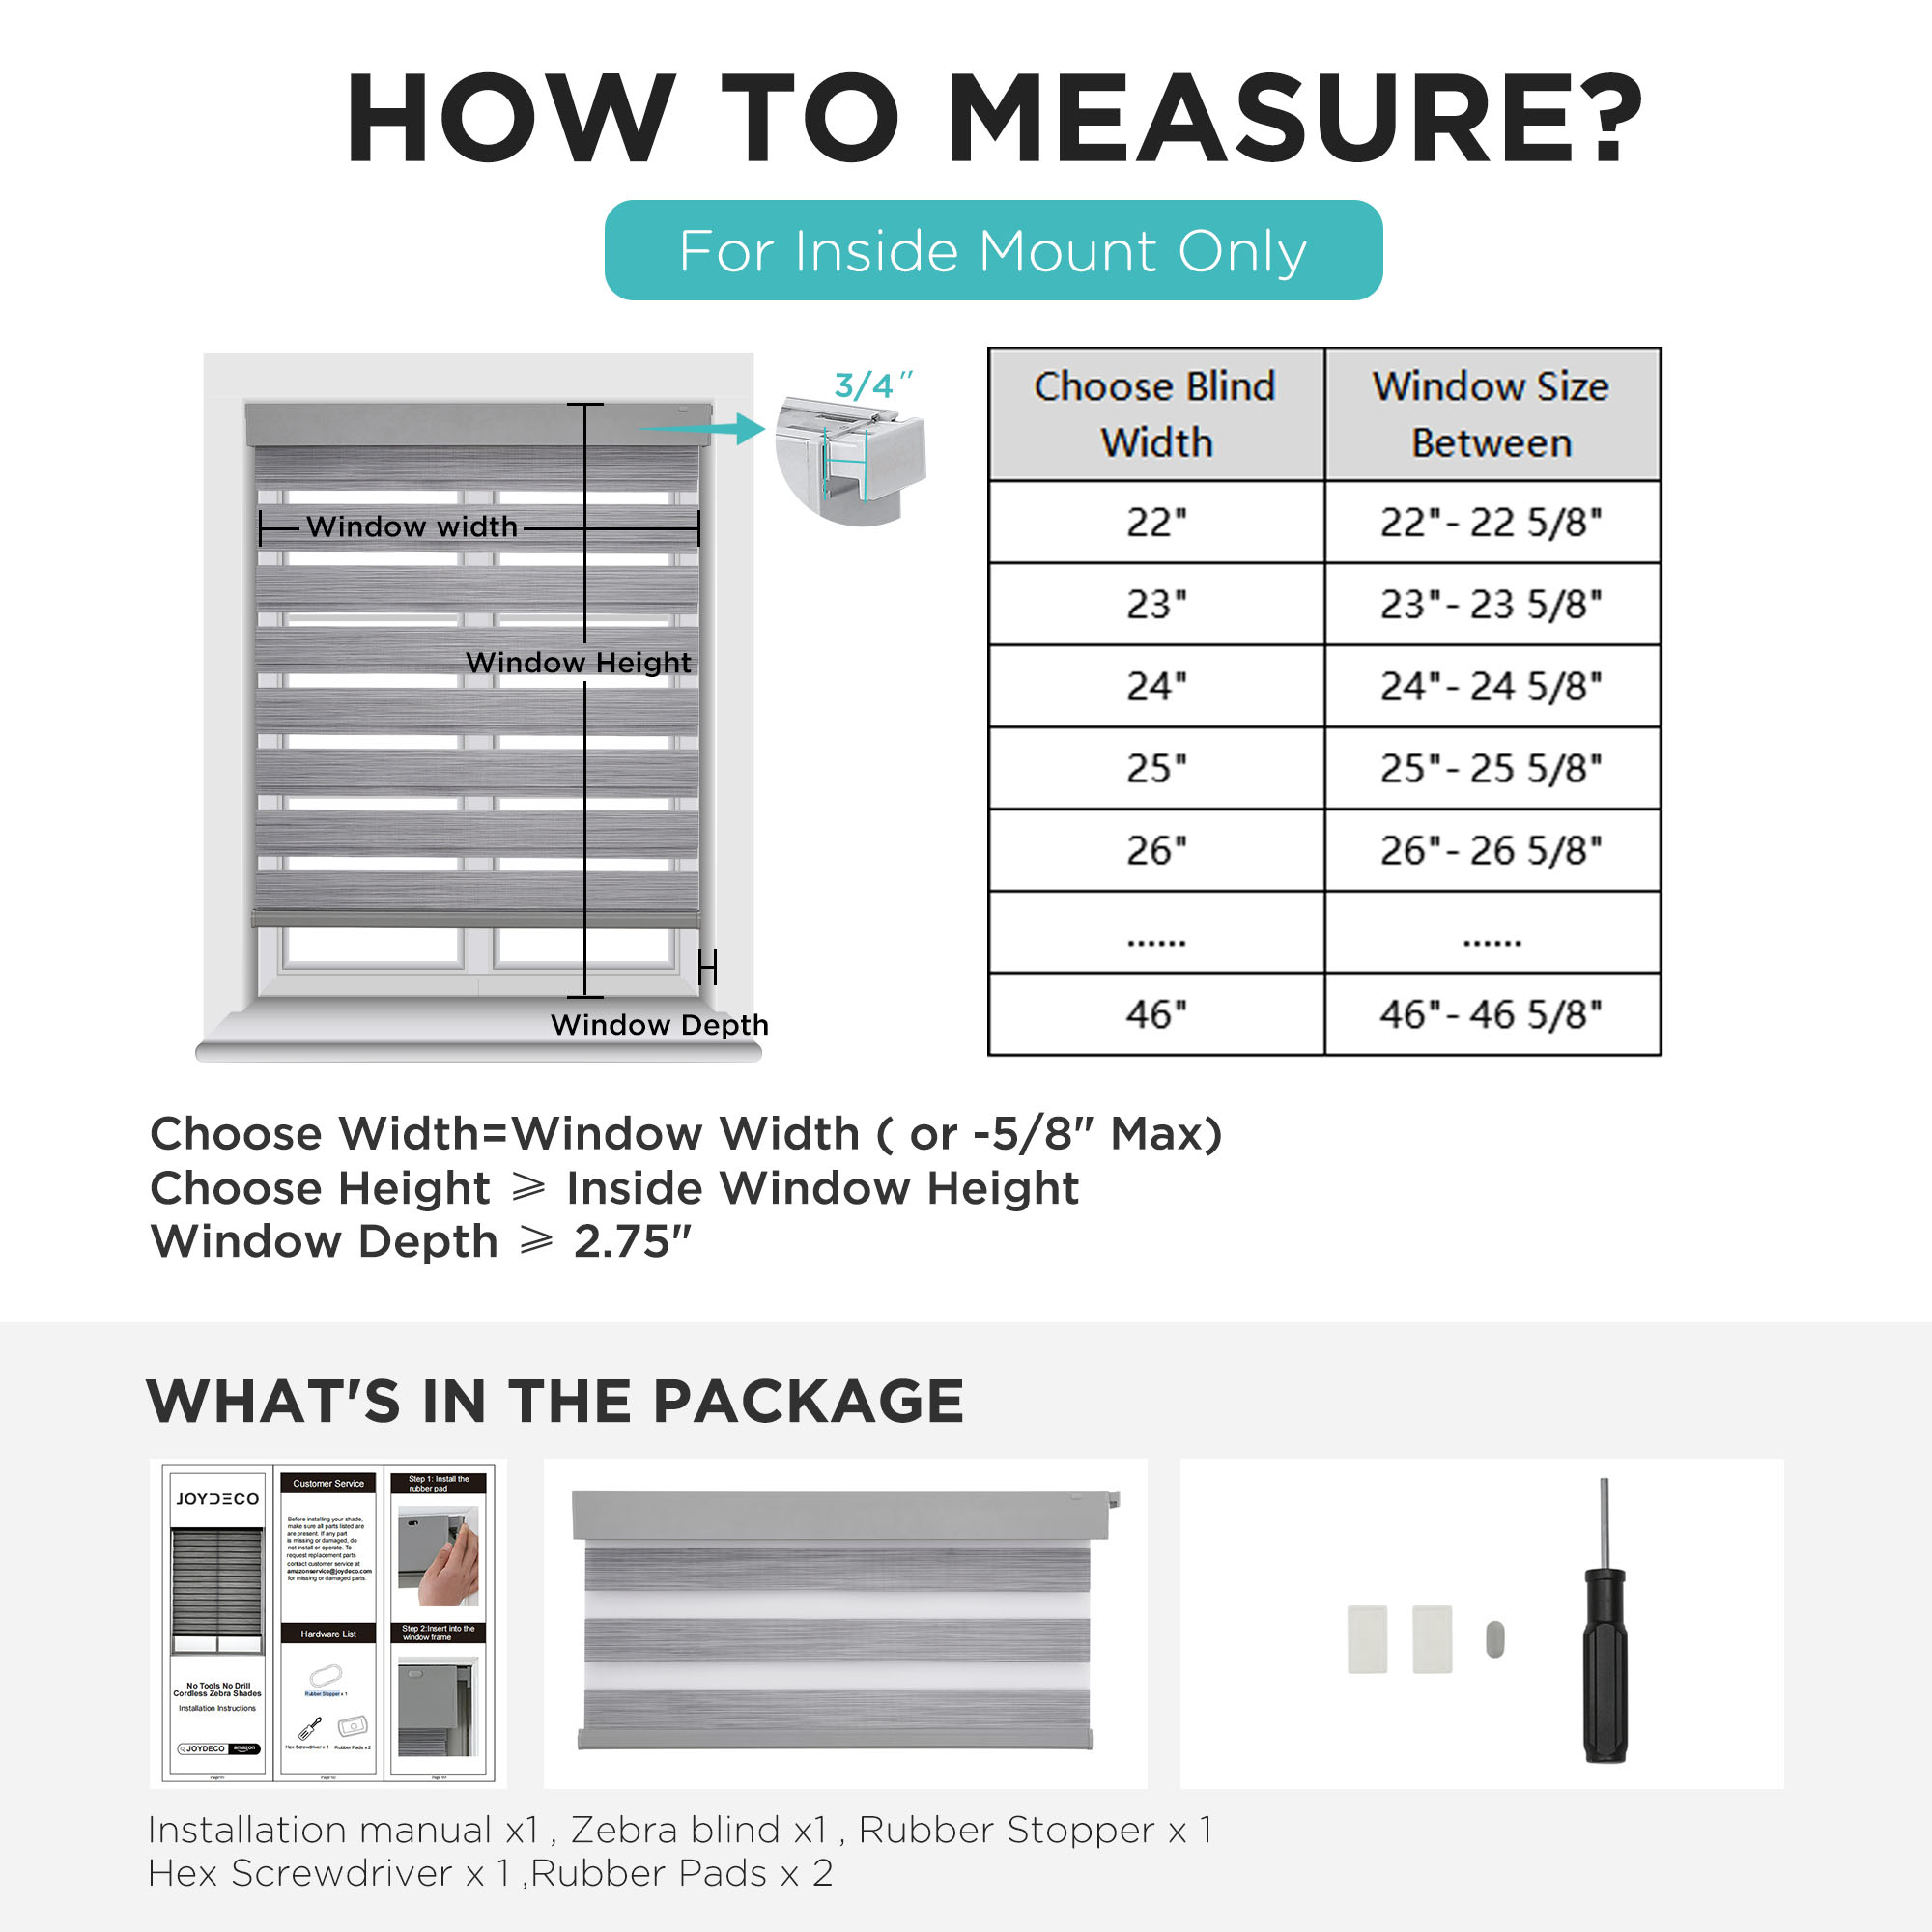 HOW TO MEASURE?
For Inside Mount Only
3/4"
Window width
Window Height
Window Depth
Choose Blind Width
Window Size Between
22"
22"- 22 5/8"
23"
23"- 23 5/8"
24"
24"- 24 5/8"
25"
25"- 25 5/8"
26"
26"- 26 5/8"
......
......
46"
46"- 46 5/8"
Choose Width=Window Width ( or -5/8" Max)
Choose Height ⩾ Inside Window Height
Window Depth ⩾ 2.75"
WHAT'S IN THE PACKAGE
JOYDECO
No Tools No Drill
Cordless Zebra Shades
Installation Instructions
JOYDECO amazon
Page 01
Customer Service
Before installing your shade,
make sure all parts listed are
are present. If any part
is missing or damaged, do
not install or operate. To
request replacement parts
contact customer service at
amazonservice@joydeco.com
for missing or damaged parts.
Hardware List
Rubber Stopper x 1
Hex Screwdriver x 1
Rubber Pads x 2
Page 02
Step 1: Install the
rubber pad
Step 2:Insert into the
window frame
Page 03
Installation manual x1 , Zebra blind x1 , Rubber Stopper x 1
Hex Screwdriver x 1 ,Rubber Pads x 2